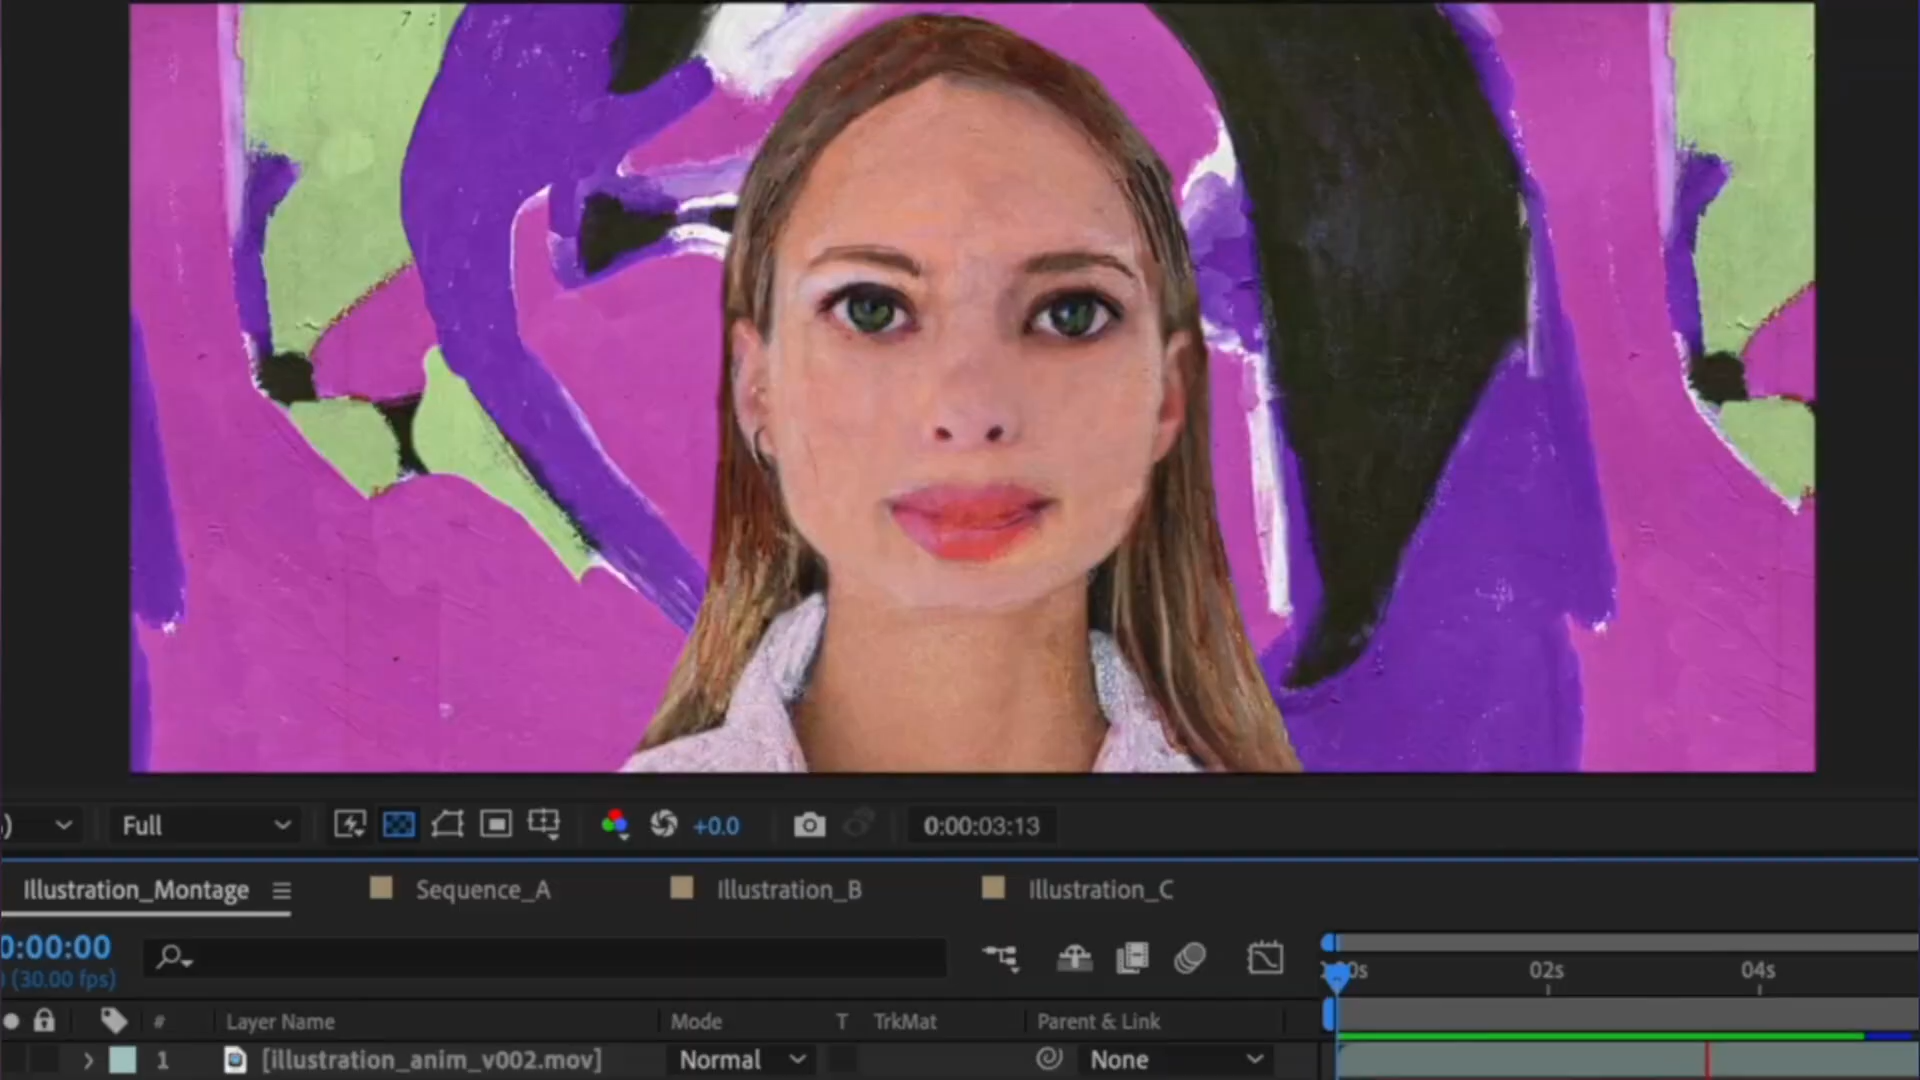 ) Full +0.0 0:00:03:13
Illustration_Montage Sequence_A Illustration_B Illustration_C
0:00:00
(30.00 fps)
02s 04s
# Layer Name Mode T TrkMat Parent & Link
1 [illustration_anim_v002.mov] Normal None